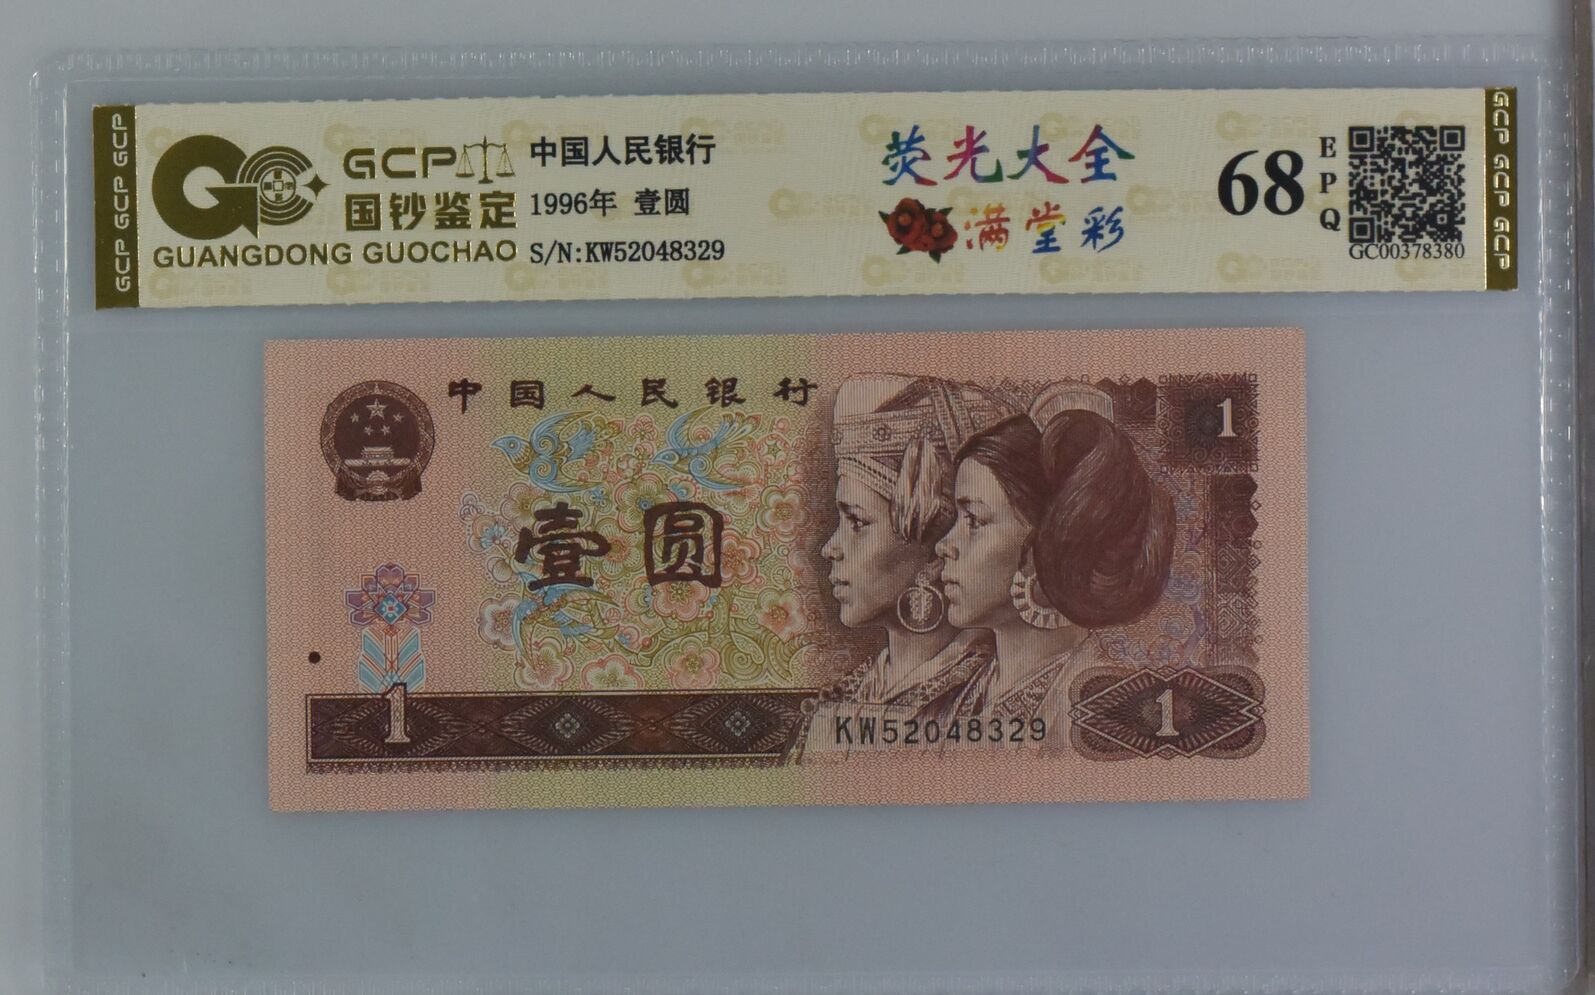 GCP
国钞鉴定
GUANGDONG GUOCHAO
中国人民银行
1996年 壹圆
S/N:KW52048329
荧光大全
满堂彩
68
EPQ
GC00378380
GCP GCP GCP
GCP GCP GCP
中国人民银行
1
壹圆
1
KW52048329
1